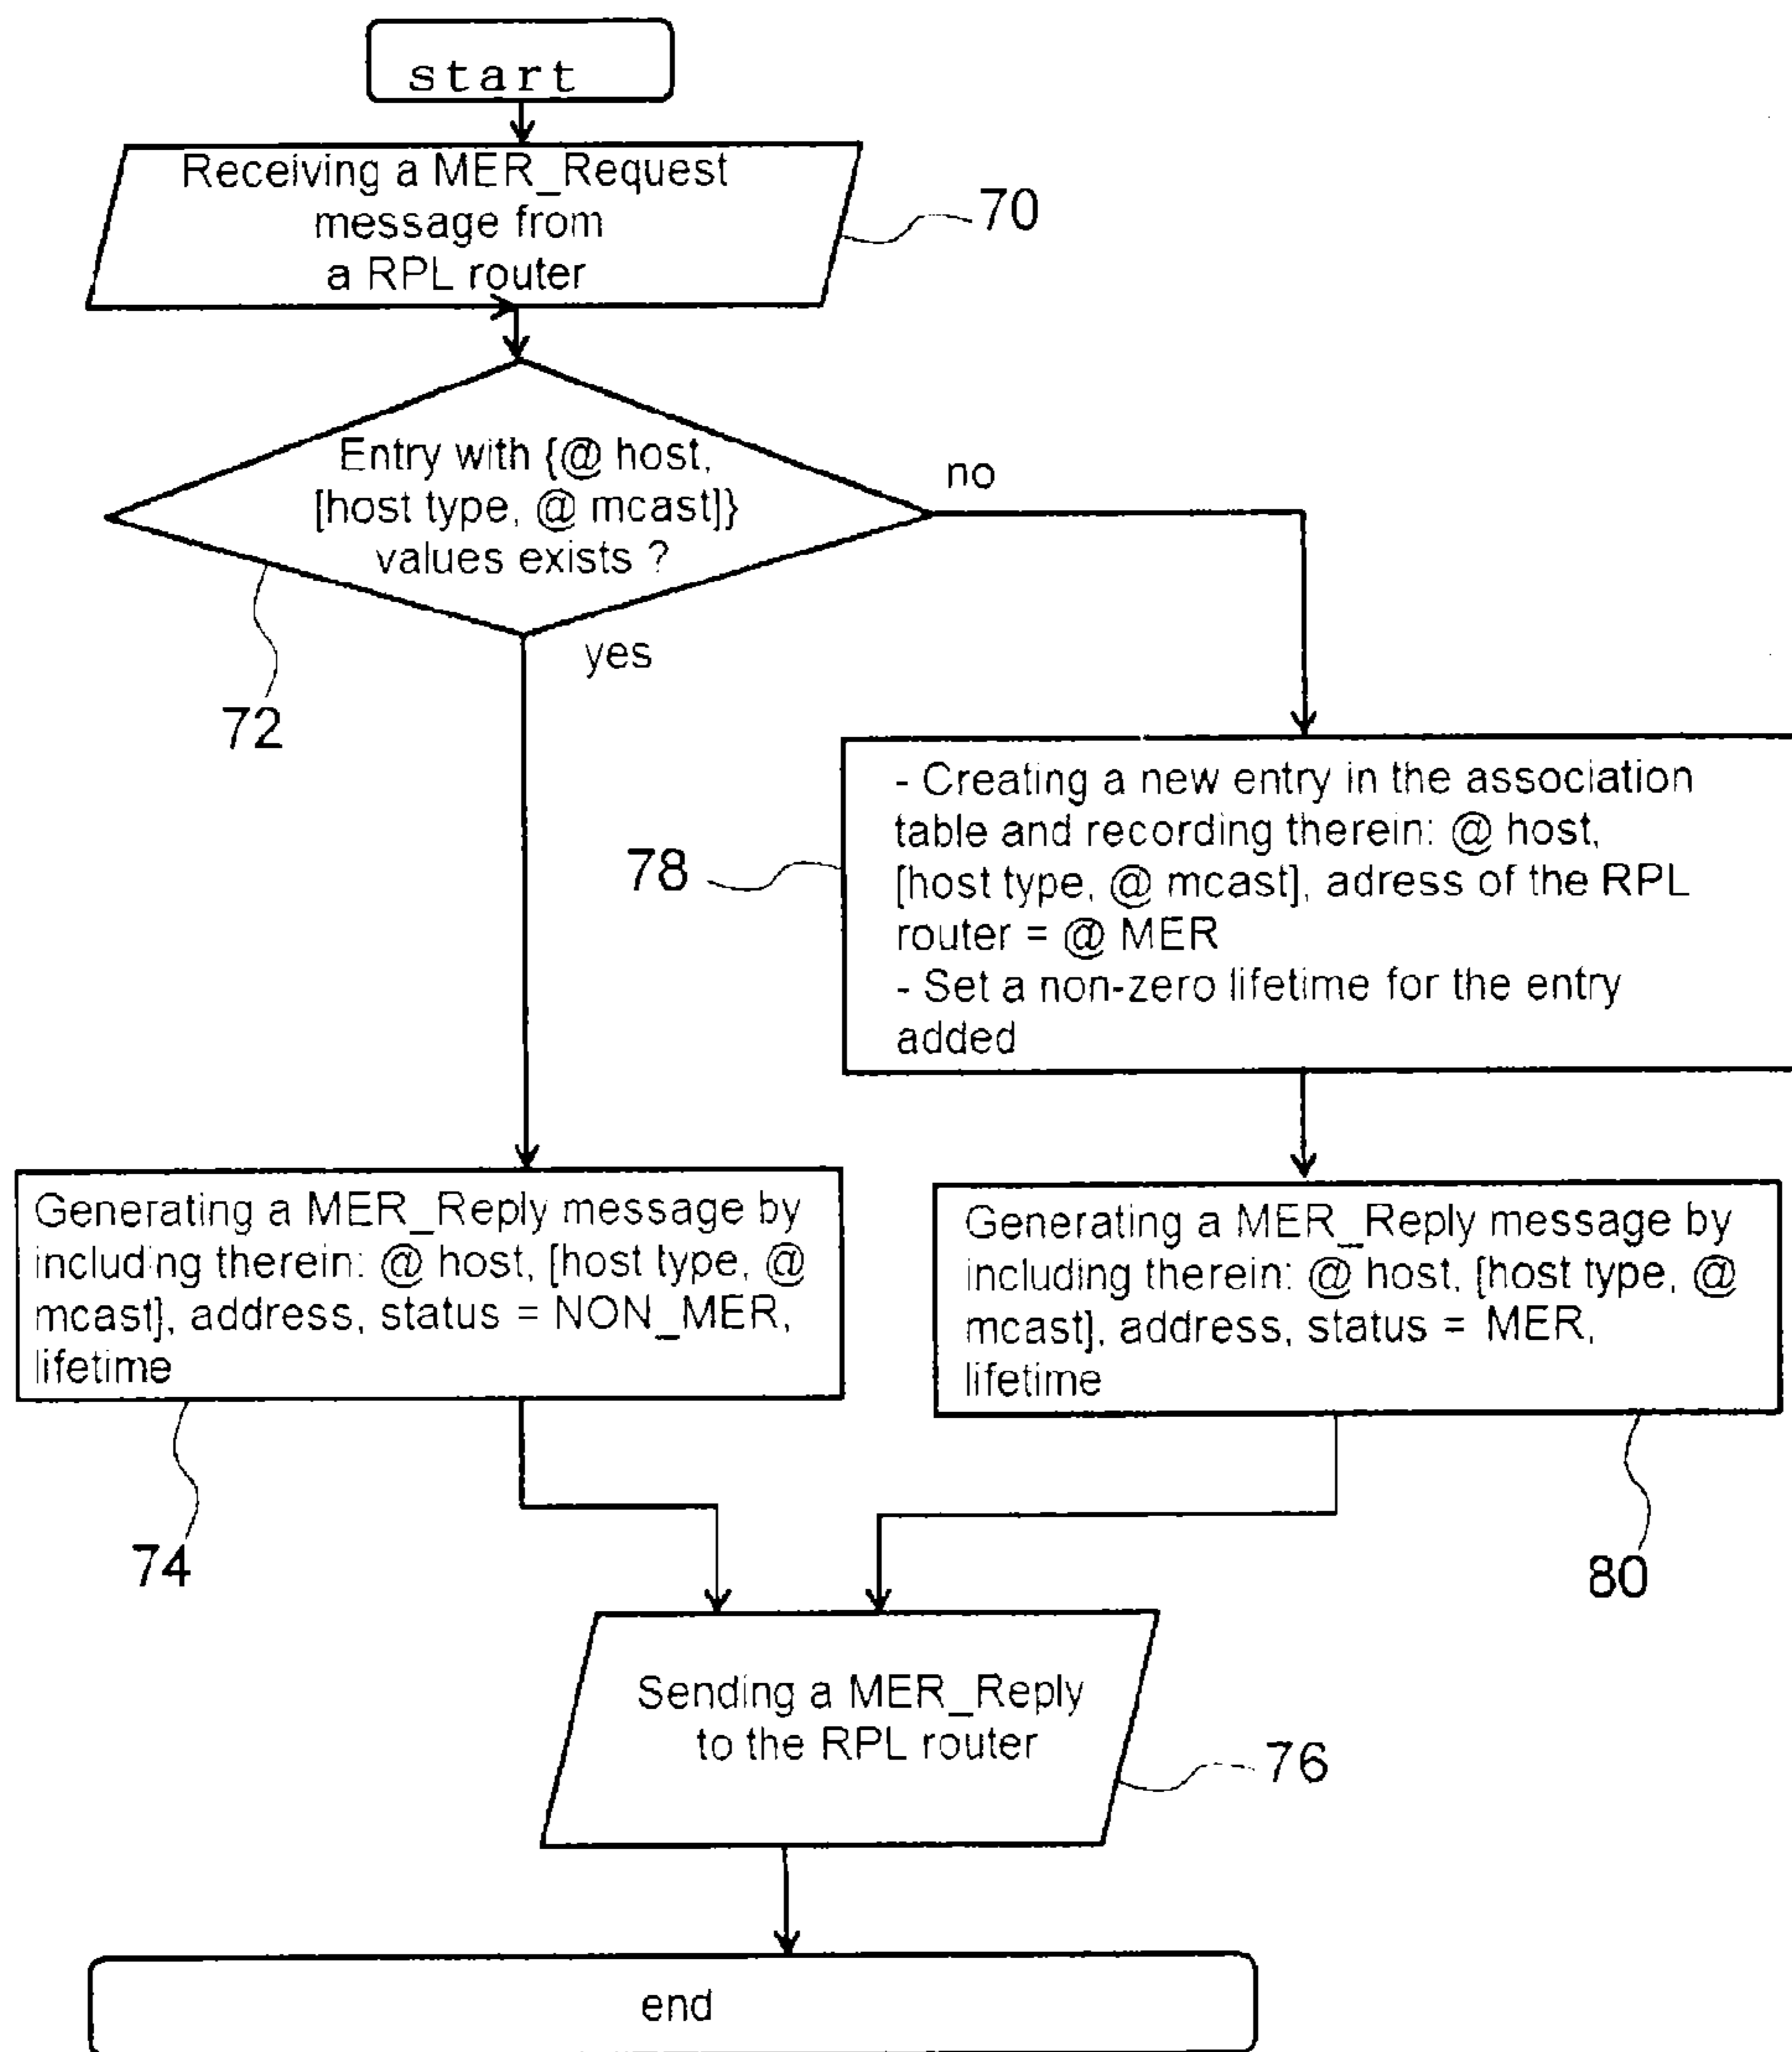 start
Receiving a MER_Request
message from
a RPL router
70
Entry with {@ host,
[host type, @ mcast]}
values exists ?
no
yes
72
- Creating a new entry in the association
table and recording therein: @ host,
[host type, @ mcast], adress of the RPL
router = @ MER
- Set a non-zero lifetime for the entry
added
78
Generating a MER_Reply message by
including therein: @ host, [host type, @
mcast], address, status = NON_MER,
lifetime
74
Generating a MER_Reply message by
including therein: @ host, [host type, @
mcast], address, status = MER,
lifetime
80
Sending a MER_Reply
to the RPL router
76
end